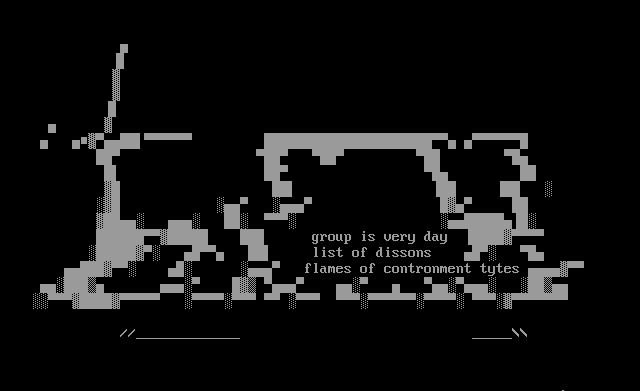 group is very day
list of dissons
flames of contronment tytes